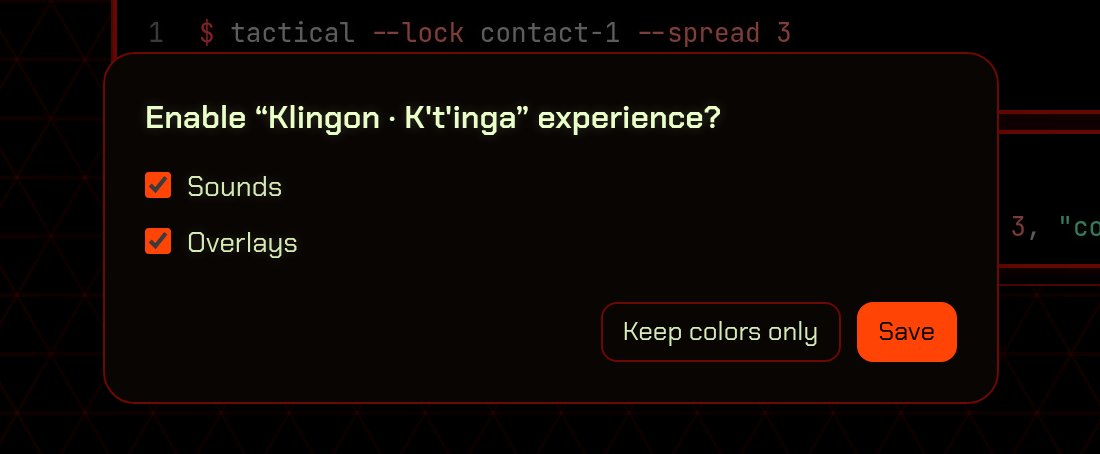 1 $ tactical --lock contact-1 --spread 3
Enable “Klingon · K't'inga” experience?
Sounds
3, "co
Overlays
Keep colors only
Save